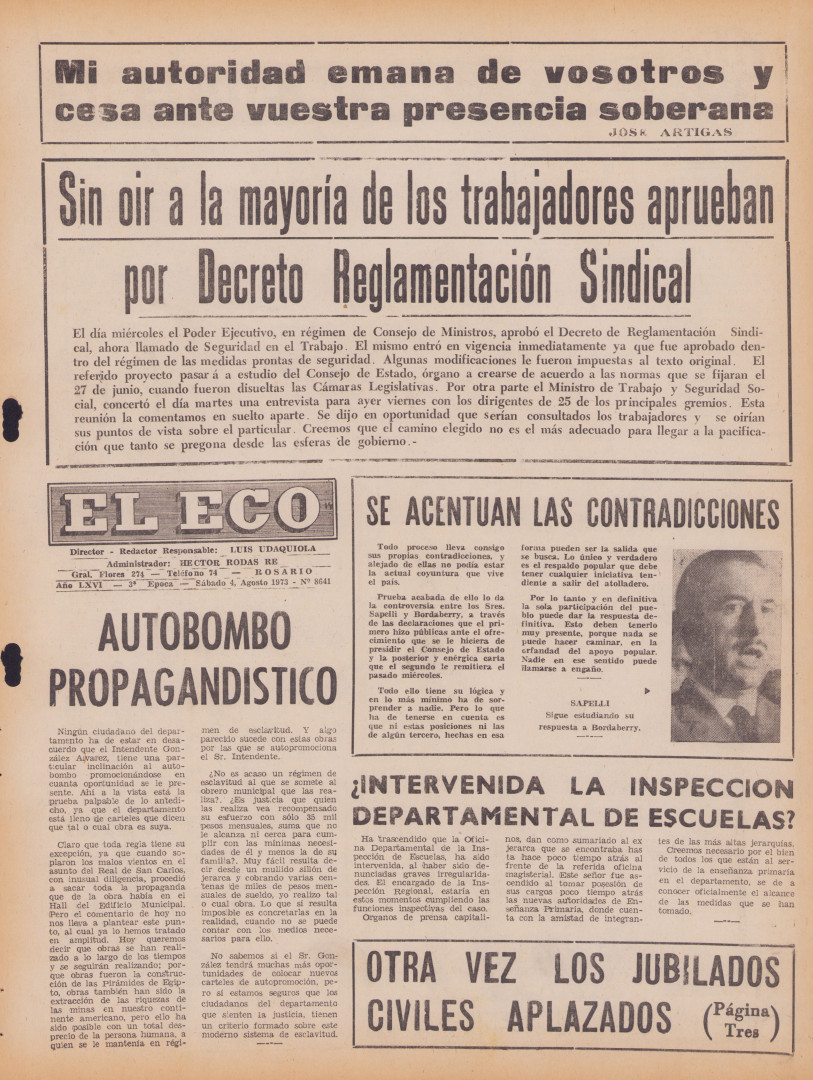 Mi autoridad emana de vosotros y
cesa ante vuestra presencia soberana
JOSE ARTIGAS
Sin oir a la mayoría de los trabajadores aprueban
por Decreto Reglamentación Sindical
El día miércoles el Poder Ejecutivo, en régimen de Consejo de Ministros, aprobó el Decreto de Reglamentación Sindi-
cal, ahora llamado de Seguridad en el Trabajo. El mismo entró en vigencia inmediatamente ya que fue aprobado den-
tro del régimen de las medidas prontas de seguridad. Algunas modificaciones le fueron impuestas al texto original. El
referido proyecto pasará a estudio del Consejo de Estado, órgano a crearse de acuerdo a las normas que se fijaran el
27 de junio, cuando fueron disueltas las Cámaras Legislativas. Por otra parte el Ministro de Trabajo y Seguridad So-
cial, concertó el día martes una entrevista para ayer viernes con los dirigentes de 25 de los principales gremios. Esta
reunión la comentamos en suelto aparte. Se dijo en oportunidad que serían consultados los trabajadores y se oirían
sus puntos de vista sobre el particular. Creemos que el camino elegido no es el más adecuado para llegar a la pacifica-
ción que tanto se pregona desde las esferas de gobierno.-
EL ECO
Director - Redactor Responsable: LUIS UDAQUIOLA
Administrador: HECTOR RODAS RE
Gral. Flores 274 — Teléfono 74 — ROSARIO
Año LXVI — 3ª Epoca — Sábado 4, Agosto 1973 - Nº 8641
AUTOBOMBO
PROPAGANDISTICO
Ningún ciudadano del depar-
tamento ha de estar en desa-
cuerdo que el Intendente Gon-
zález Alvarez, tiene una par-
ticular inclinación al auto-
bombo promocionándose en
cuanta oportunidad se le pre-
sente. Ahí a la vista está la
prueba palpable de lo antedi-
cho, ya que el departamento
está lleno de carteles que dicen
que tal o cual obra es suya.
Claro que toda regla tiene su
excepción, ya que cuando so-
plaron los malos vientos en el
asunto del Real de San Carlos,
con inusual diligencia, procedió
a sacar toda la propaganda
que de la obra había en el
Hall del Edificio Municipal.
Pero el comentario de hoy no
nos lleva a plantear este pun-
to, al cual ya lo hemos tratado
en amplitud. Hoy queremos
decir que obras se han reali-
zado a lo largo de los tiempos
y se seguirán realizando; por-
que obras fueron la construc-
ción de las Pirámides de Egip-
to, obras también han sido la
extracción de las riquezas de
las minas en nuestro conti-
nente americano, pero ello ha
sido posible con un total des-
precio de la persona humana, a
quien se le mantenía en régi-
men de esclavitud. Y algo
parecido sucede con estas obras
por las que se autopromociona
el Sr. Intendente.
¿No es acaso un régimen de
esclavitud al que se somete al
obrero municipal que las rea-
liza?. ¿Es justicia que quien
las realiza vea recompensado
su esfuerzo con sólo 35 mil
pesos mensuales, suma que no
le alcanza ni cerca para cum-
plir con las mínimas necesi-
dades de él y menos la de su
familia?. Muy fácil resulta de-
cir desde un mullido sillón de
jerarca y cobrando varias cen-
tenas de miles de pesos men-
suales de sueldo, yo realizo tal
o cual obra. Lo que sí resulta
imposible es concretarlas en la
realidad, cuando no se puede
contar con los medios nece-
sarios para ello.
No sabemos si el Sr. Gon-
zález tendrá muchas más opor-
tunidades de colocar nuevos
carteles de autopromoción, pe-
ro si estamos seguros que los
ciudadanos del departamento
que sienten la justicia, tienen
un criterio formado sobre este
moderno sistema de esclavitud.
SE ACENTUAN LAS CONTRADICCIONES
Todo proceso lleva consigo
sus propias contradicciones, y
alejado de ellas no podía estar
la actual coyuntura que vive
el país.
Prueba acabada de ello lo da
la controversia entre los Sres.
Sapelli y Bordaberry, a través
de las declaraciones que el pri-
mero hizo públicas ante el ofre-
cimiento que se le hiciera de
presidir el Consejo de Estado
y la posterior y enérgica carta
que el segundo le remitiera el
pasado miércoles.
Todo ello tiene su lógica y
en lo más mínimo ha de sor-
prender a nadie. Pero lo que
ha de tenerse en cuenta es
que ni estas posiciones ni las
de algún tercero, hechas en esa
forma pueden ser la salida que
se busca. Lo único y verdadero
es el respaldo popular que debe
tener cualquier iniciativa ten-
diente a salir del atolladero.
Por lo tanto y en definitiva
la sola participación del pue-
blo puede dar la respuesta de-
finitiva. Esto deben tenerlo
muy presente, porque nada se
puede hacer caminar, en la
orfandad del apoyo popular.
Nadie en ese sentido puede
llamarse a engaño.
SAPELLI
Sigue estudiando su
respuesta a Bordaberry.
¿INTERVENIDA LA INSPECCION
DEPARTAMENTAL DE ESCUELAS?
Ha trascendido que la Ofici-
na Departamental de la Ins-
pección de Escuelas, ha sido
intervenida, al haber sido de-
nunciadas graves irregularida-
des. El encargado de la Ins-
pección Regional, estaría en
estos momentos cumpliendo las
funciones inspectivas del caso.
Organos de prensa capitali-
nos, dan como sumariado al ex
jerarca que se encontraba has
ta hace poco tiempo atrás al
frente de la referida oficina
magisterial. Este señor fue as-
cendido al tomar posesión de
sus cargos poco tiempo atrás
las nuevas autoridades de En-
señanza Primaria, donde cuen-
ta con la amistad de integran-
tes de las más altas jerarquías.
Creemos necesario por el bien
de todos los que están al ser-
vicio de la enseñanza primaria
en el departamento, se de a
conocer oficialmente el alcance
de las medidas que se han
tomado.
OTRA VEZ LOS JUBILADOS
CIVILES APLAZADOS (Página
Tres)